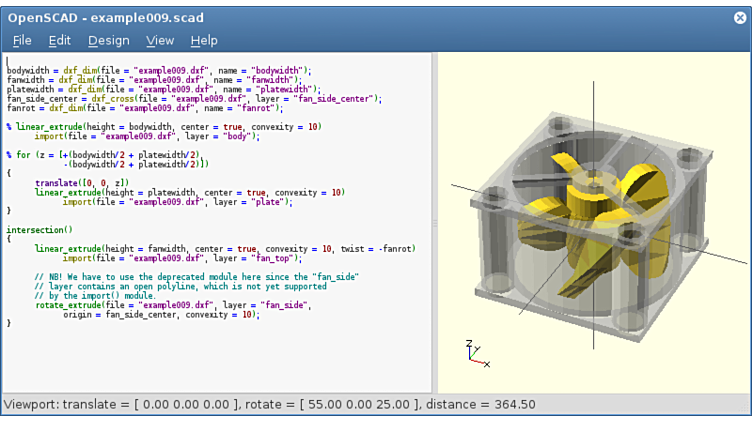 OpenSCAD - example009.scad
File Edit Design View Help
bodywidth = dxf_dim(file = "example009.dxf", name = "bodywidth");
fanwidth = dxf_dim(file = "example009.dxf", name = "fanwidth");
platewidth = dxf_dim(file = "example009.dxf", name = "platewidth");
fan_side_center = dxf_cross(file = "example009.dxf", layer = "fan_side_center");
fanrot = dxf_dim(file = "example009.dxf", name = "fanrot");
% linear_extrude(height = bodywidth, center = true, convexity = 10)
import(file = "example009.dxf", layer = "body");
% for (z = [+(bodywidth/2 + platewidth/2),
-(bodywidth/2 + platewidth/2)])
{
translate([0, 0, z])
linear_extrude(height = platewidth, center = true, convexity = 10)
import(file = "example009.dxf", layer = "plate");
}
intersection()
{
linear_extrude(height = fanwidth, center = true, convexity = 10, twist = -fanrot)
import(file = "example009.dxf", layer = "fan_top");
// NB! We have to use the deprecated module here since the "fan_side"
// layer contains an open polyline, which is not yet supported
// by the import() module.
rotate_extrude(file = "example009.dxf", layer = "fan_side",
origin = fan_side_center, convexity = 10);
}
Z
Y
X
Viewport: translate = [ 0.00 0.00 0.00 ], rotate = [ 55.00 0.00 25.00 ], distance = 364.50